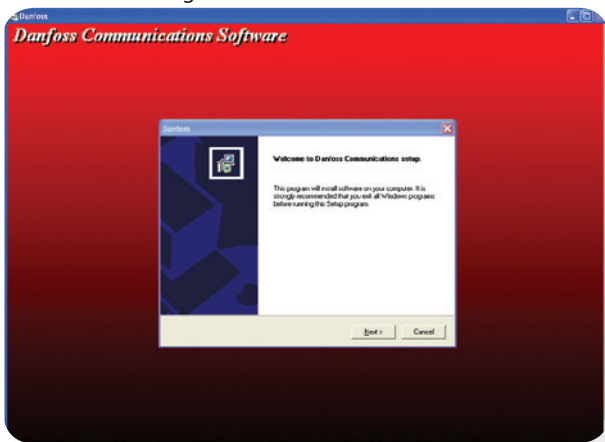 Danfoss
Danfoss Communications Software
Danfoss
Welcome to Danfoss Communications setup.
This program will install software on your computer. It is
strongly recommended that you exit all Windows programs
before running this Setup program.
Next >
Cancel